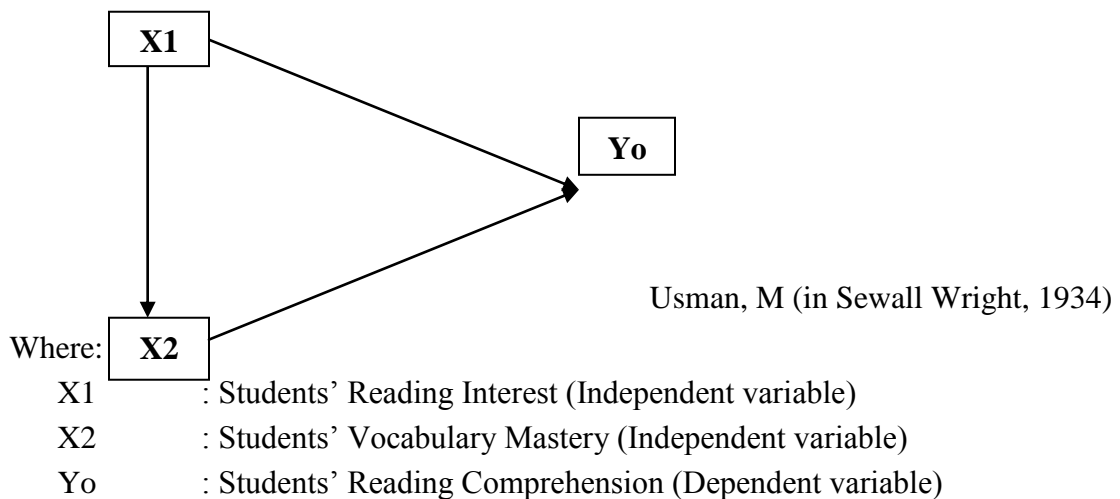 X1
Yo
Usman, M (in Sewall Wright, 1934)
Where: X2
X1 : Students’ Reading Interest (Independent variable)
X2 : Students’ Vocabulary Mastery (Independent variable)
Yo : Students’ Reading Comprehension (Dependent variable)